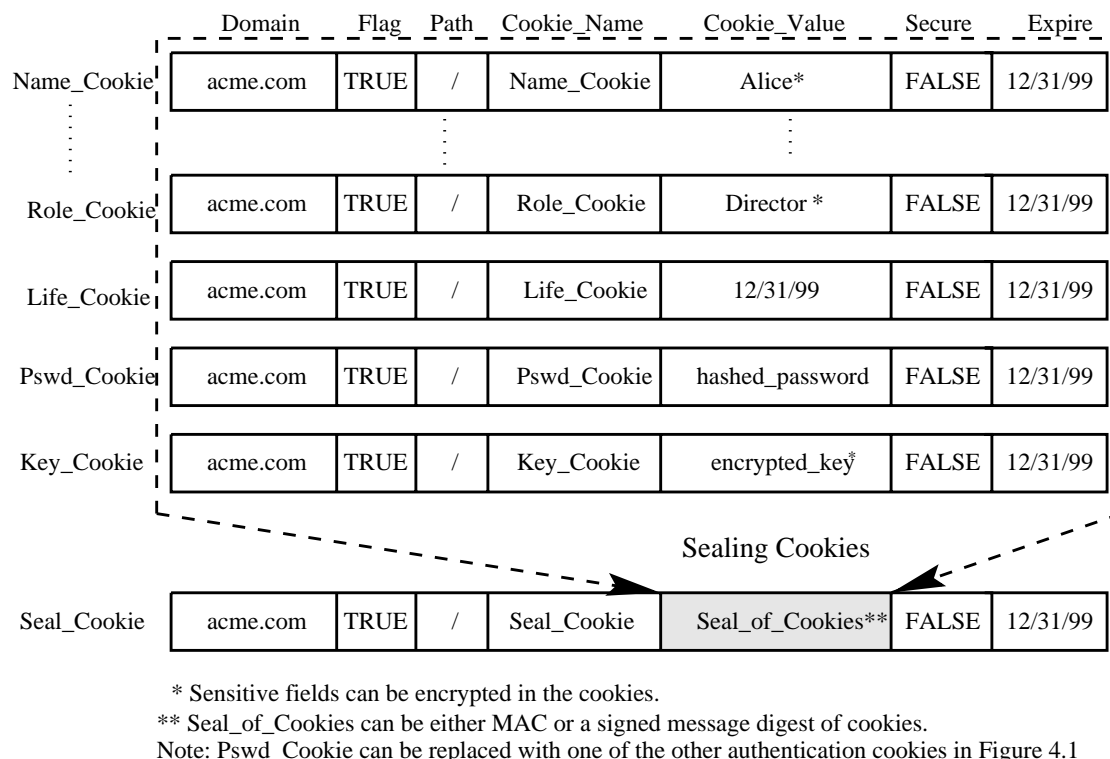 Domain Flag Path Cookie_Name Cookie_Value Secure Expire
Name_Cookie acme.com TRUE / Name_Cookie Alice* FALSE 12/31/99
Role_Cookie acme.com TRUE / Role_Cookie Director * FALSE 12/31/99
Life_Cookie acme.com TRUE / Life_Cookie 12/31/99 FALSE 12/31/99
Pswd_Cookie acme.com TRUE / Pswd_Cookie hashed_password FALSE 12/31/99
Key_Cookie acme.com TRUE / Key_Cookie encrypted_key* FALSE 12/31/99
Sealing Cookies
Seal_Cookie acme.com TRUE / Seal_Cookie Seal_of_Cookies** FALSE 12/31/99
* Sensitive fields can be encrypted in the cookies.
** Seal_of_Cookies can be either MAC or a signed message digest of cookies.
Note: Pswd_Cookie can be replaced with one of the other authentication cookies in Figure 4.1